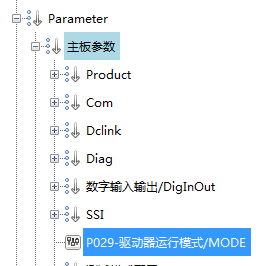 Parameter
主板参数
Product
Com
Dclink
Diag
数字输入输出/DigInOut
SSI
P029-驱动器运行模式/MODE